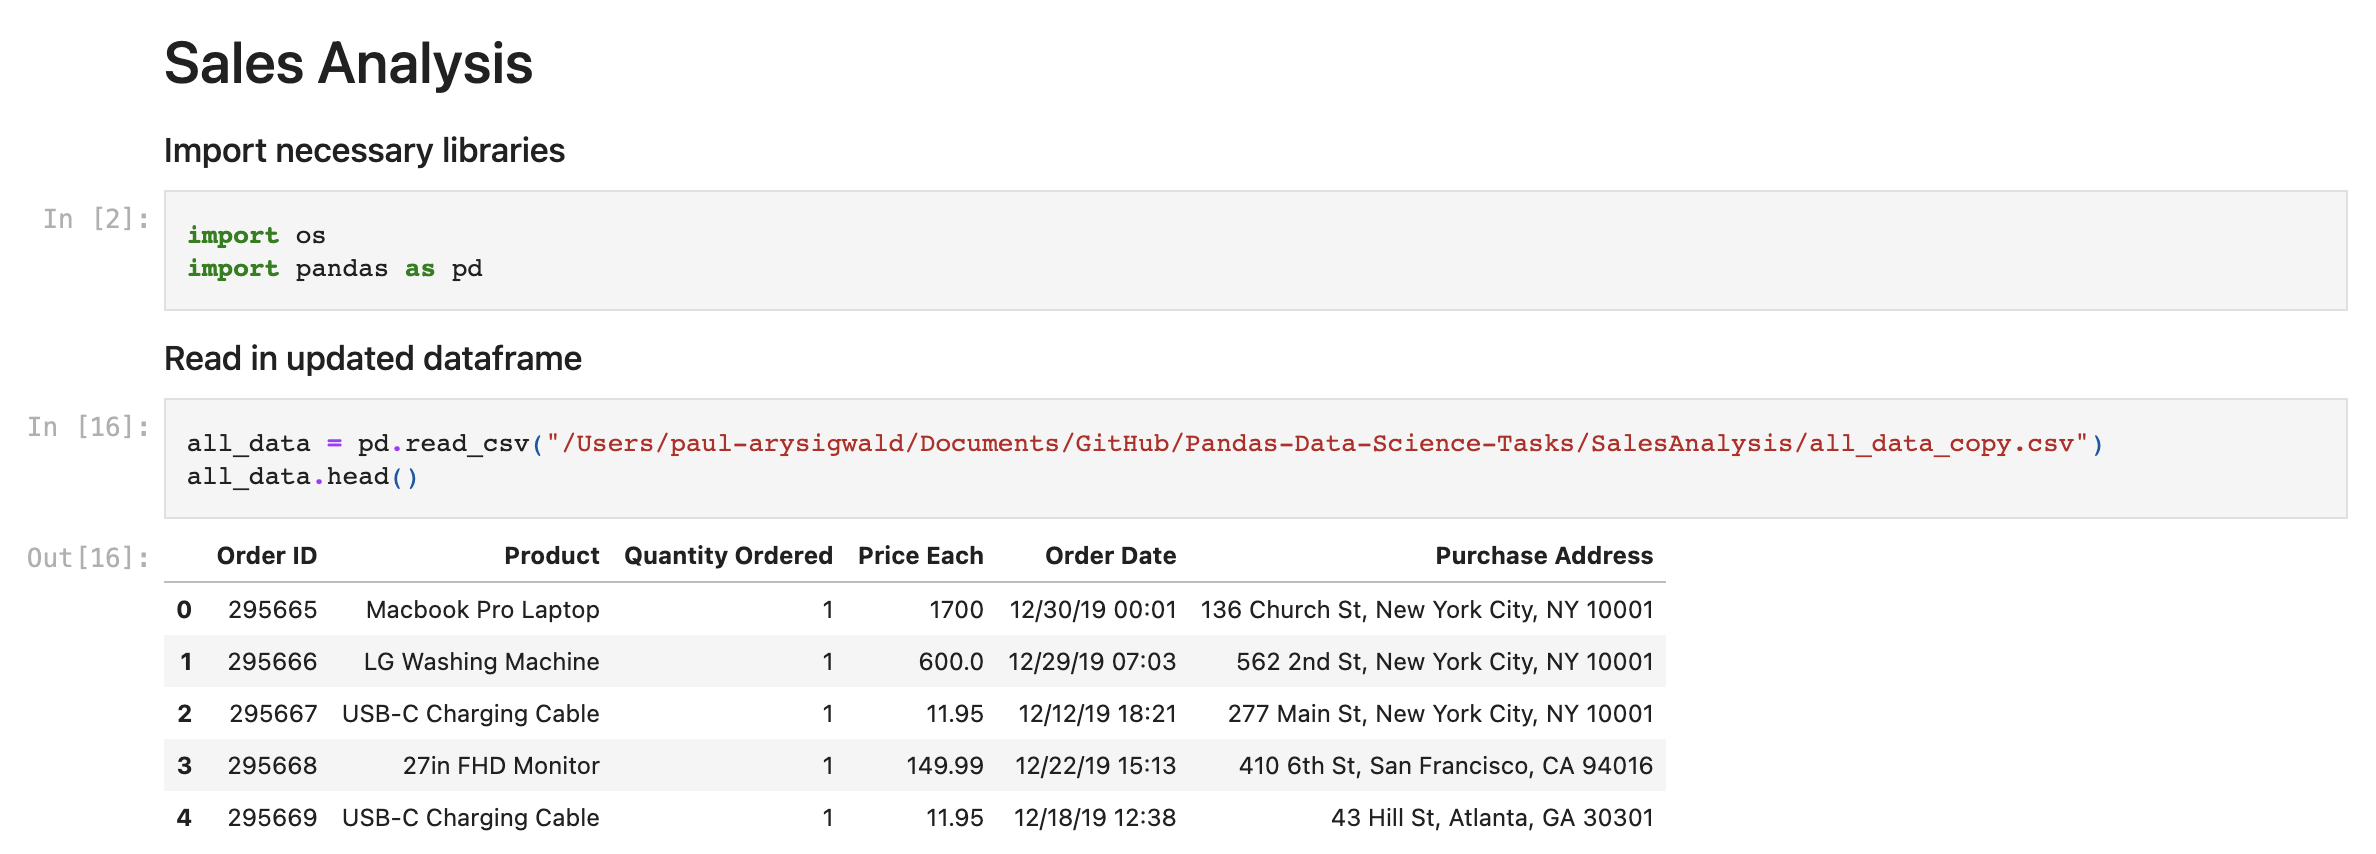 Sales Analysis
Import necessary libraries
In [2]:
import os
import pandas as pd
Read in updated dataframe
In [16]:
all_data = pd.read_csv("/Users/paul-arysigwald/Documents/GitHub/Pandas-Data-Science-Tasks/SalesAnalysis/all_data_copy.csv")
all_data.head()
Out[16]:
Order ID Product Quantity Ordered Price Each Order Date Purchase Address
0 295665 Macbook Pro Laptop 1 1700 12/30/19 00:01 136 Church St, New York City, NY 10001
1 295666 LG Washing Machine 1 600.0 12/29/19 07:03 562 2nd St, New York City, NY 10001
2 295667 USB-C Charging Cable 1 11.95 12/12/19 18:21 277 Main St, New York City, NY 10001
3 295668 27in FHD Monitor 1 149.99 12/22/19 15:13 410 6th St, San Francisco, CA 94016
4 295669 USB-C Charging Cable 1 11.95 12/18/19 12:38 43 Hill St, Atlanta, GA 30301